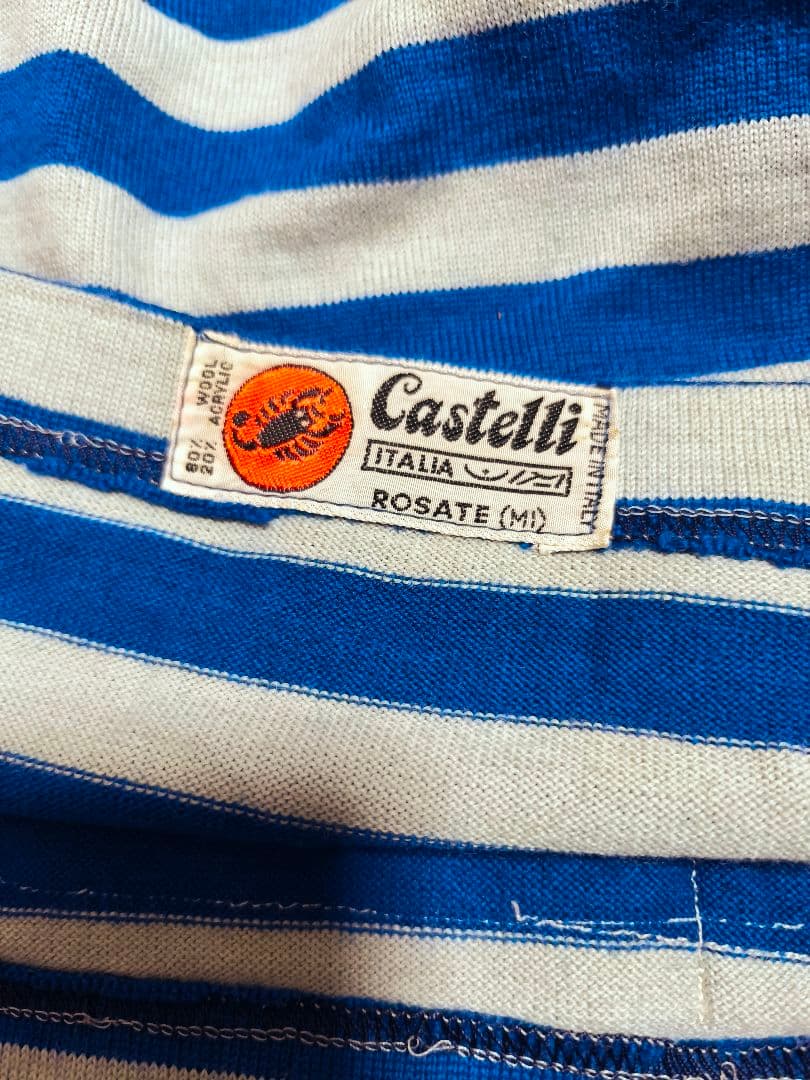 80% WOOL
20% ACRYLIC
Castelli
ITALIA
ROSATE (MI)
MADE IN ITALY